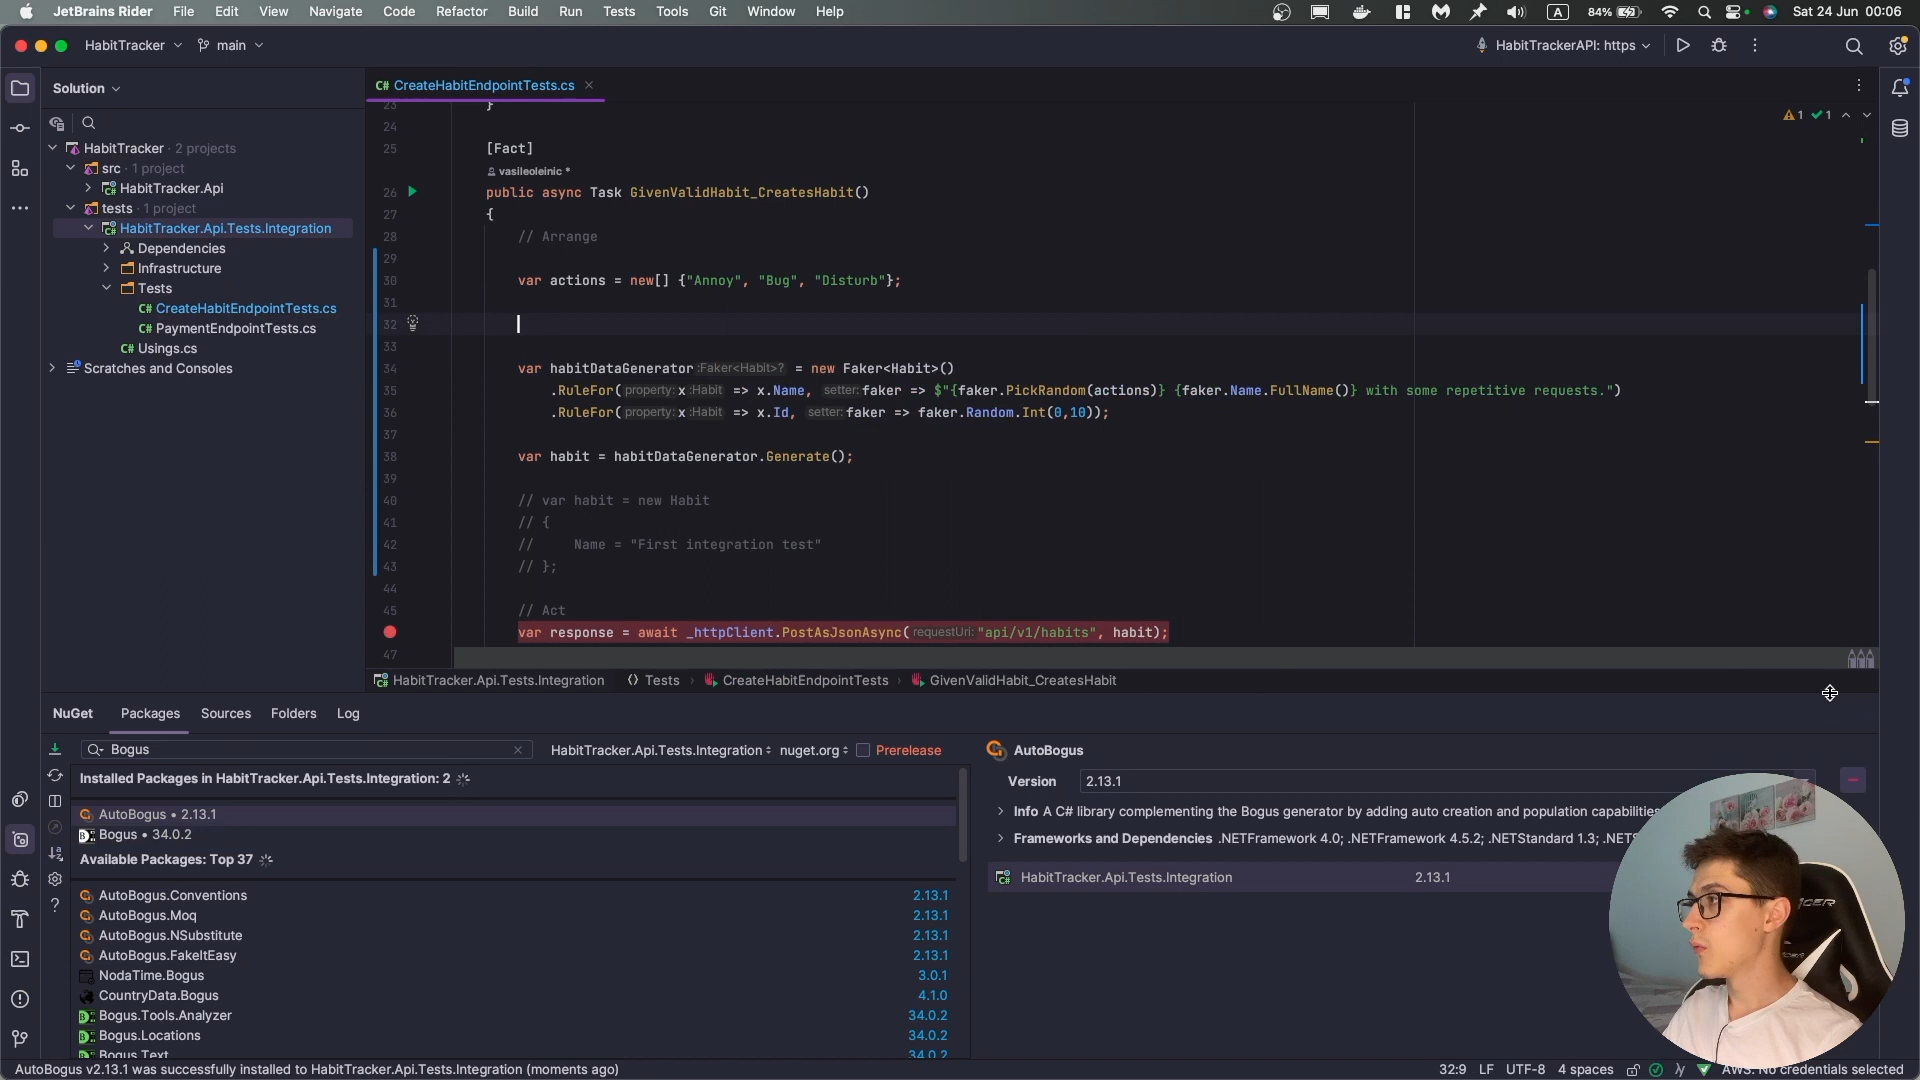 JetBrains Rider File Edit View Navigate Code Refactor Build Run Tests Tools Git Window Help
A 84% Sat 24 Jun 00:06
HabitTracker main HabitTrackerAPI: https
Solution
C# CreateHabitEndpointTests.cs
HabitTracker · 2 projects
src · 1 project
HabitTracker.Api
tests · 1 project
HabitTracker.Api.Tests.Integration
Dependencies
Infrastructure
Tests
C# CreateHabitEndpointTests.cs
C# PaymentEndpointTests.cs
C# Usings.cs
Scratches and Consoles
1 1
23 }
24
25 [Fact]
vasileoleinic *
26 public async Task GivenValidHabit_CreatesHabit()
27 {
28 // Arrange
29
30 var actions = new[] {"Annoy", "Bug", "Disturb"};
31
32
33
34 var habitDataGenerator :Faker<Habit>? = new Faker<Habit>()
35 .RuleFor( property: x :Habit => x.Name, setter: faker => $"{faker.PickRandom(actions)} {faker.Name.FullName()} with some repetitive requests.")
36 .RuleFor( property: x :Habit => x.Id, setter: faker => faker.Random.Int(0,10));
37
38 var habit = habitDataGenerator.Generate();
39
40 // var habit = new Habit
41 // {
42 // Name = "First integration test"
43 // };
44
45 // Act
var response = await _httpClient.PostAsJsonAsync( requestUri: "api/v1/habits", habit);
47
HabitTracker.Api.Tests.Integration Tests CreateHabitEndpointTests GivenValidHabit_CreatesHabit
NuGet Packages Sources Folders Log
Bogus HabitTracker.Api.Tests.Integration nuget.org Prerelease
Installed Packages in HabitTracker.Api.Tests.Integration: 2
AutoBogus • 2.13.1
Bogus • 34.0.2
Available Packages: Top 37
AutoBogus.Conventions 2.13.1
AutoBogus.Moq 2.13.1
AutoBogus.NSubstitute 2.13.1
AutoBogus.FakeItEasy 2.13.1
NodaTime.Bogus 3.0.1
CountryData.Bogus 4.1.0
Bogus.Tools.Analyzer 34.0.2
Bogus.Locations 34.0.2
Bogus.Text 34.0.2
AutoBogus
Version 2.13.1
Info A C# library complementing the Bogus generator by adding auto creation and population capabilities
Frameworks and Dependencies .NETFramework 4.0; .NETFramework 4.5.2; .NETStandard 1.3;
HabitTracker.Api.Tests.Integration 2.13.1
AutoBogus v2.13.1 was successfully installed to HabitTracker.Api.Tests.Integration (moments ago)
32:9 LF UTF-8 4 spaces AWS: No credentials selected